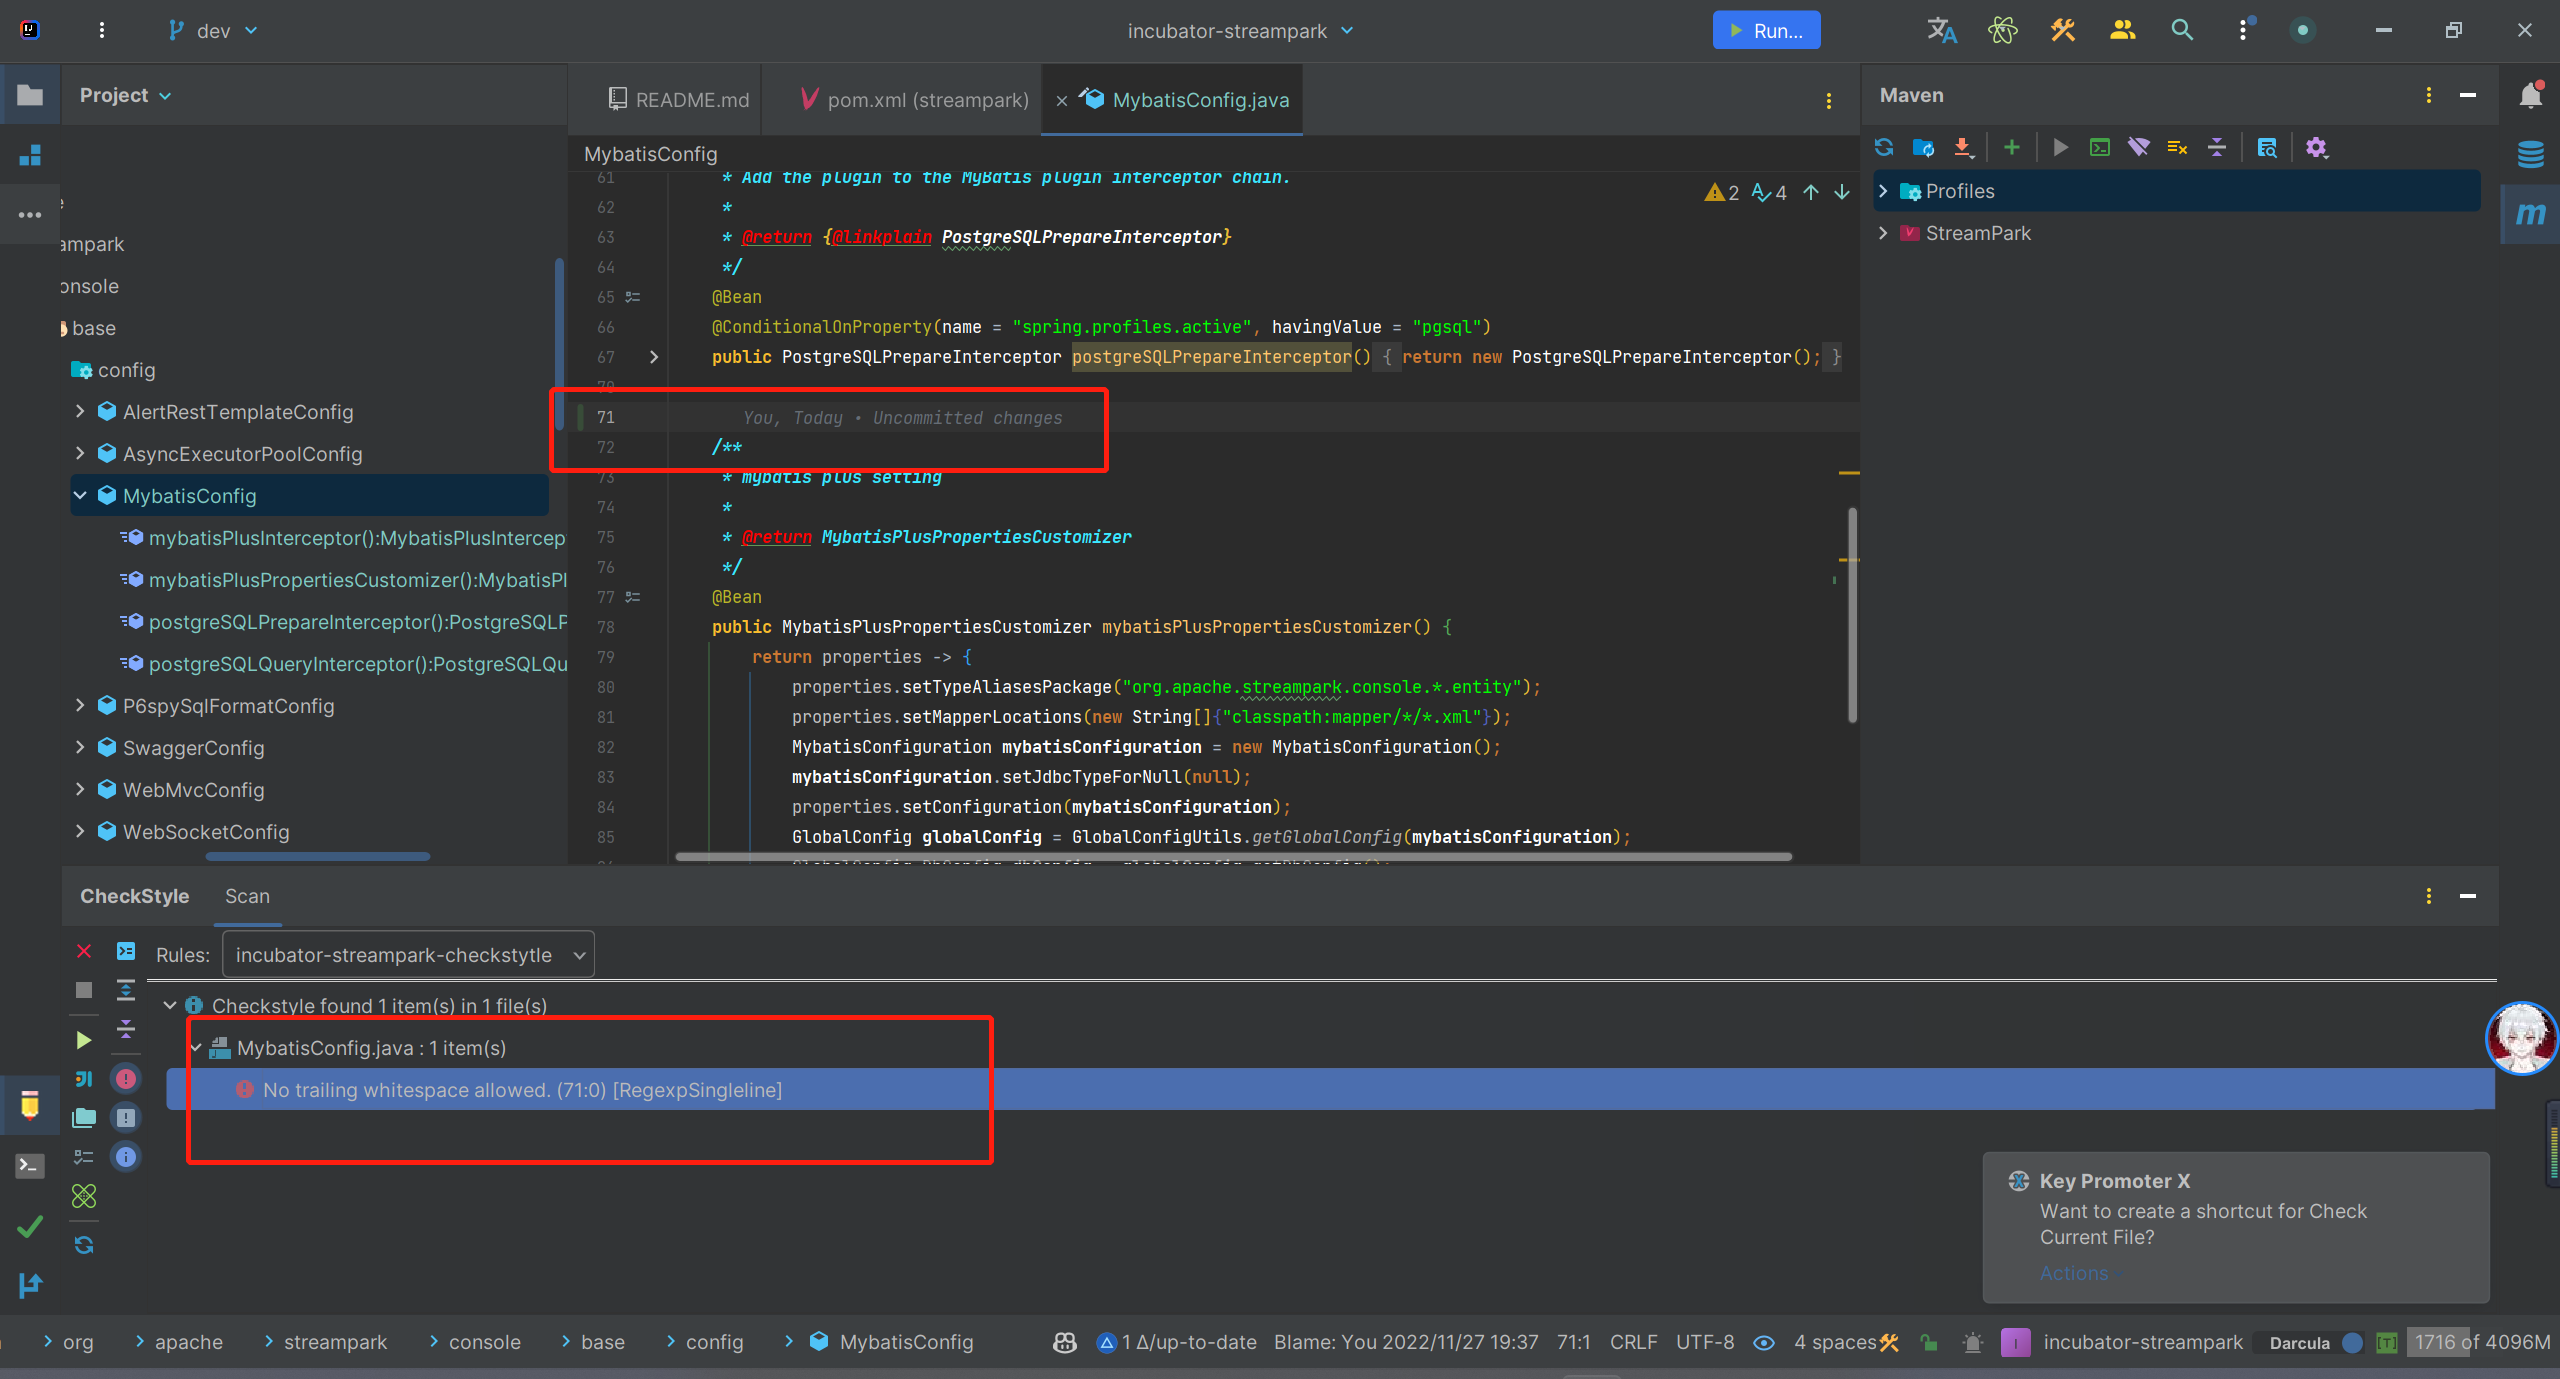 dev
incubator-streampark
Run...
Project
README.md
pom.xml (streampark)
MybatisConfig.java
Maven
MybatisConfig
Profiles
StreamPark
ampark
onsole
base
config
AlertRestTemplateConfig
AsyncExecutorPoolConfig
MybatisConfig
mybatisPlusInterceptor():MybatisPlusIntercep
mybatisPlusPropertiesCustomizer():MybatisPl
postgreSQLPrepareInterceptor():PostgreSQLP
postgreSQLQueryInterceptor():PostgreSQLQu
P6spySqlFormatConfig
SwaggerConfig
WebMvcConfig
WebSocketConfig
2 4
61 * Add the plugin to the MyBatis plugin interceptor chain.
62 *
63 * @return {@linkplain PostgreSQLPrepareInterceptor}
64 */
65 @Bean
66 @ConditionalOnProperty(name = "spring.profiles.active", havingValue = "pgsql")
67 public PostgreSQLPrepareInterceptor postgreSQLPrepareInterceptor() { return new PostgreSQLPrepareInterceptor(); }
70
71 You, Today • Uncommitted changes
72 /**
73 * mybatis plus setting
74 *
75 * @return MybatisPlusPropertiesCustomizer
76 */
77 @Bean
78 public MybatisPlusPropertiesCustomizer mybatisPlusPropertiesCustomizer() {
79 return properties -> {
80 properties.setTypeAliasesPackage("org.apache.streampark.console.*.entity");
81 properties.setMapperLocations(new String[]{"classpath:mapper/*/*.xml"});
82 MybatisConfiguration mybatisConfiguration = new MybatisConfiguration();
83 mybatisConfiguration.setJdbcTypeForNull(null);
84 properties.setConfiguration(mybatisConfiguration);
85 GlobalConfig globalConfig = GlobalConfigUtils.getGlobalConfig(mybatisConfiguration);
CheckStyle
Scan
Rules: incubator-streampark-checkstytle
Checkstyle found 1 item(s) in 1 file(s)
MybatisConfig.java : 1 item(s)
No trailing whitespace allowed. (71:0) [RegexpSingleline]
Key Promoter X
Want to create a shortcut for Check
Current File?
Actions
org
apache
streampark
console
base
config
MybatisConfig
1 Δ/up-to-date
Blame: You 2022/11/27 19:37
71:1
CRLF
UTF-8
4 spaces
incubator-streampark
Darcula
1716 of 4096M